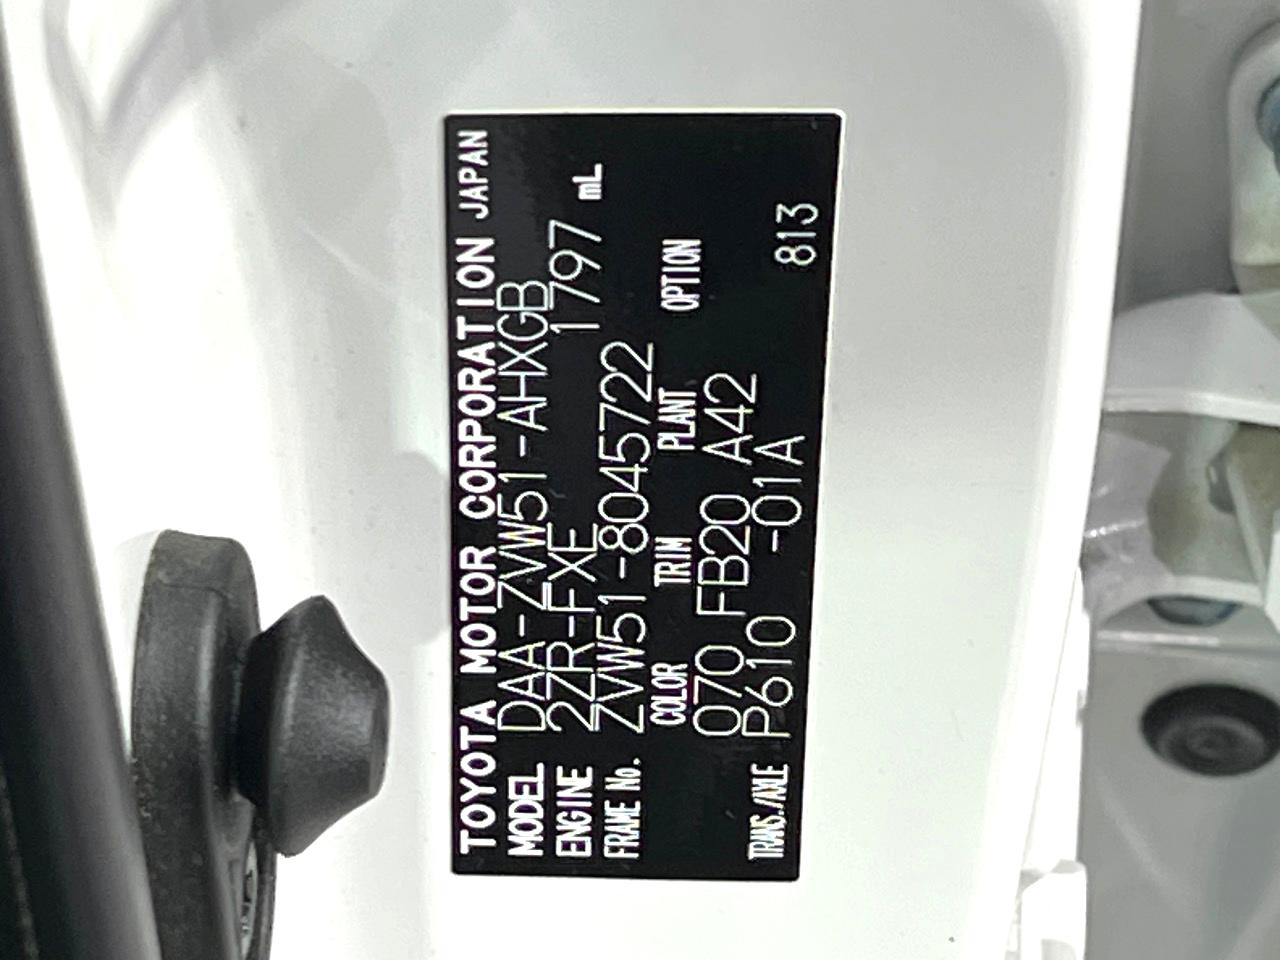 TOYOTA MOTOR CORPORATION JAPAN
MODEL DAA-ZVW51-AHXGB
ENGINE 2ZR-FXE 1797 mL
FRAME No. ZVW51-8045722
COLOR TRIM PLANT OPTION
070 FB20 A42
TRANS./AXLE P610 -01A 813